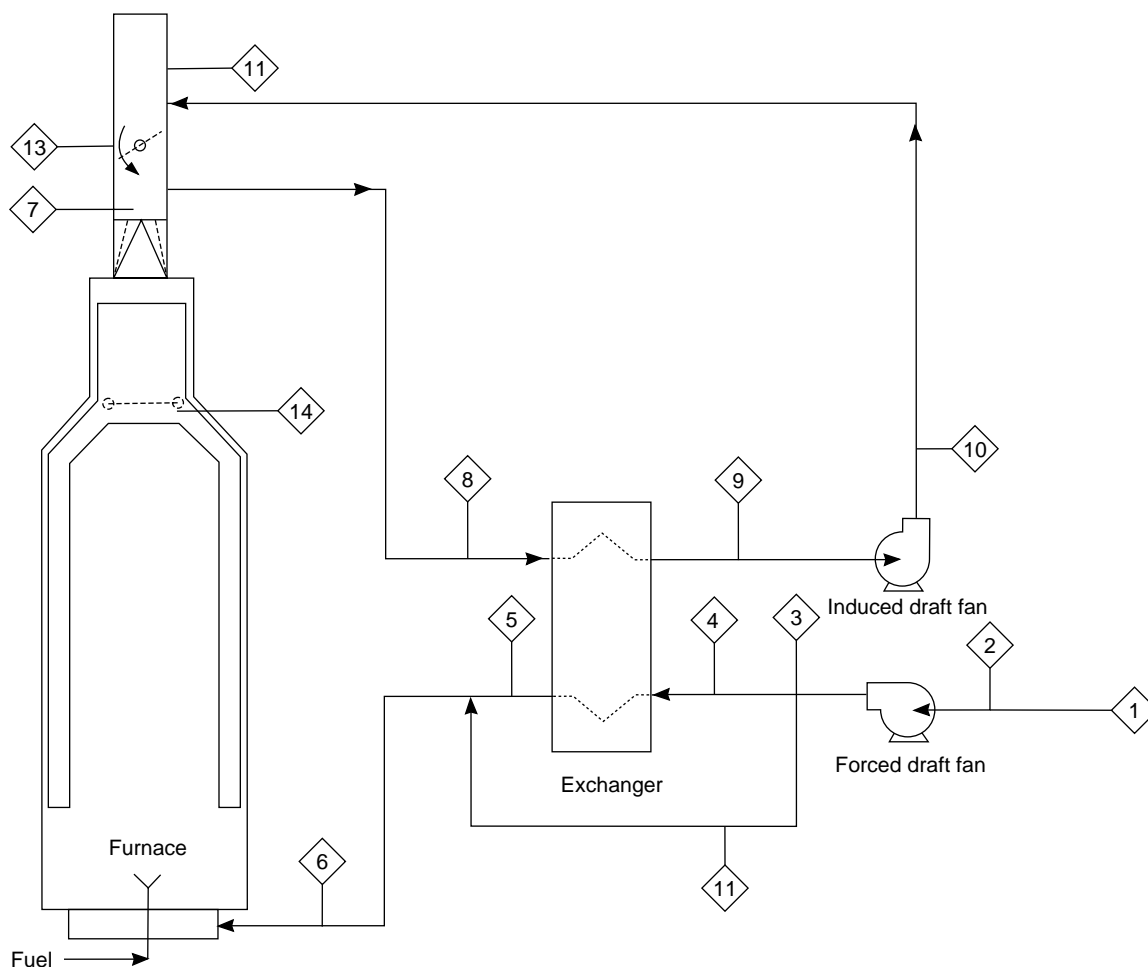 11
13
7
14
8
9
10
Induced draft fan
5
4
3
2
1
Forced draft fan
Exchanger
Furnace
6
11
Fuel